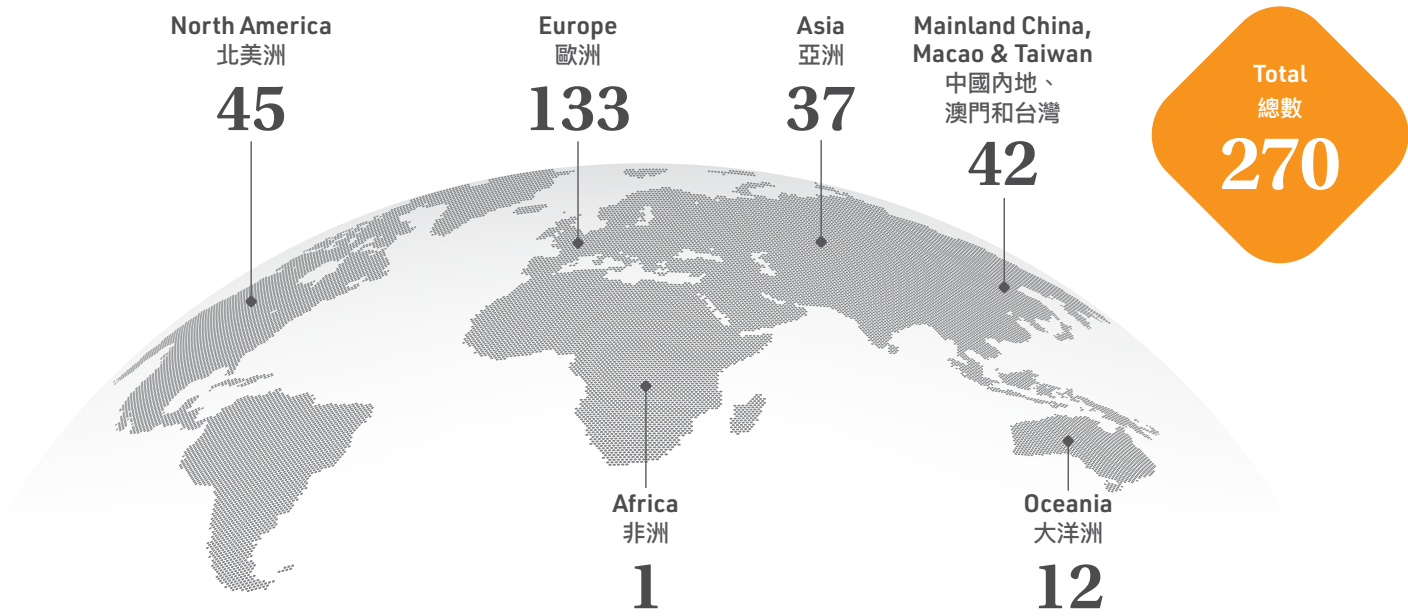 North America
北美洲
45
Europe
歐洲
133
Asia
亞洲
37
Mainland China,
Macao & Taiwan
中國內地、
澳門和台灣
42
Total
總數
270
Africa
非洲
1
Oceania
大洋洲
12